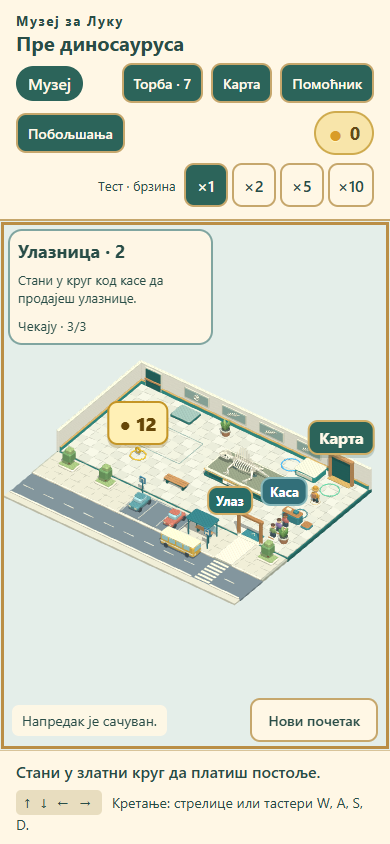 Музеј за Луку
Пре диносауруса
Музеј
Торба · 7
Карта
Помоћник
Побољшања
0
Тест · брзина
×1
×2
×5
×10
Улазница · 2
Стани у круг код касе да
продајеш улазнице.
Чекају · 3/3
12
Карта
Улаз
Каса
Напредак је сачуван.
Нови почетак
Стани у златни круг да платиш постоље.
↑ ↓ ← → Кретање: стрелице или тастери W, A, S,
D.